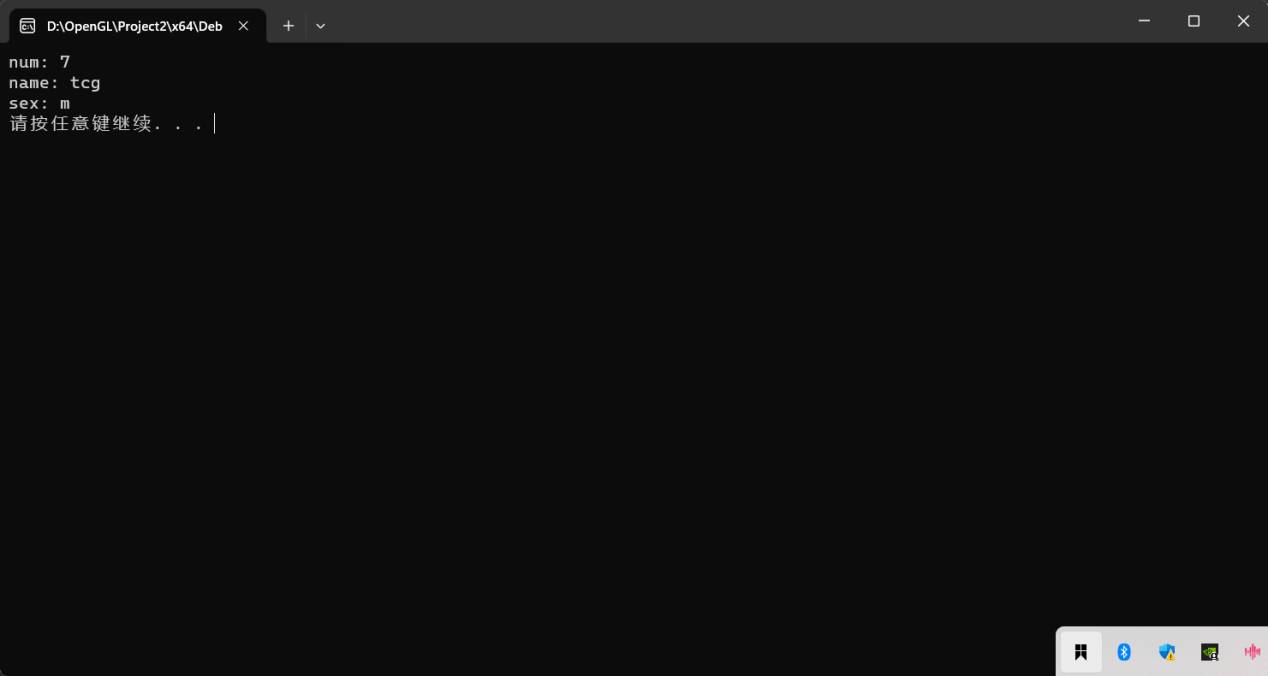 D:\OpenGL\Project2\x64\Deb
num: 7
name: tcg
sex: m
请按任意键继续. . .